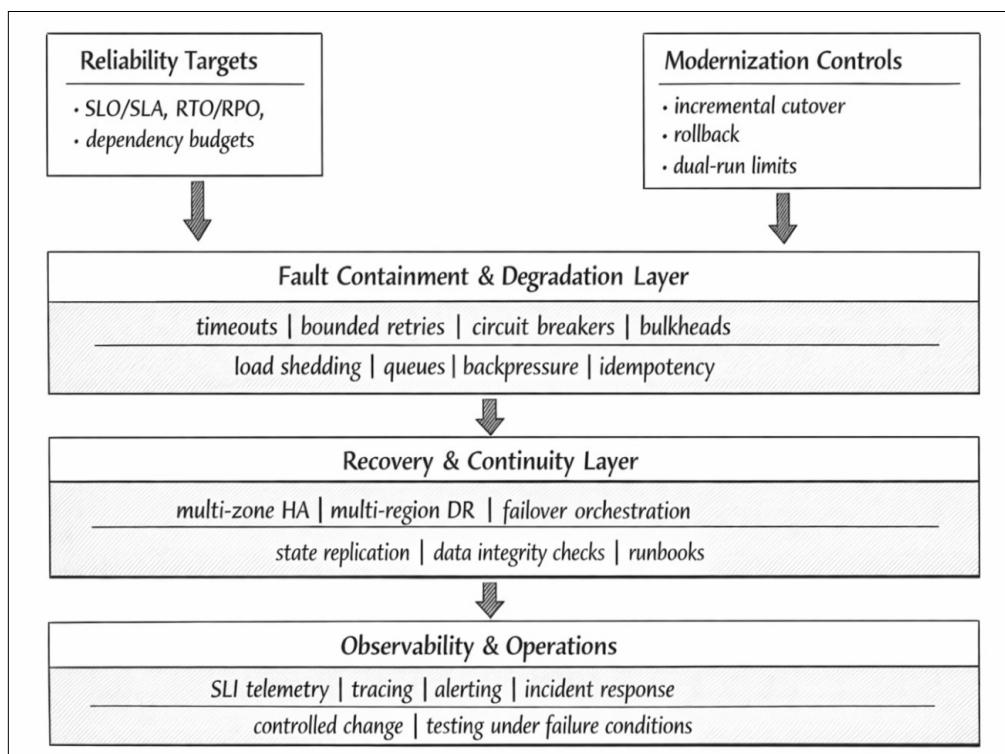 Reliability Targets
· SLO/SLA, RTO/RPO,
· dependency budgets
Modernization Controls
· incremental cutover
· rollback
· dual-run limits
Fault Containment & Degradation Layer
timeouts | bounded retries | circuit breakers | bulkheads
load shedding | queues | backpressure | idempotency
Recovery & Continuity Layer
multi-zone HA | multi-region DR | failover orchestration
state replication | data integrity checks | runbooks
Observability & Operations
SLI telemetry | tracing | alerting | incident response
controlled change | testing under failure conditions